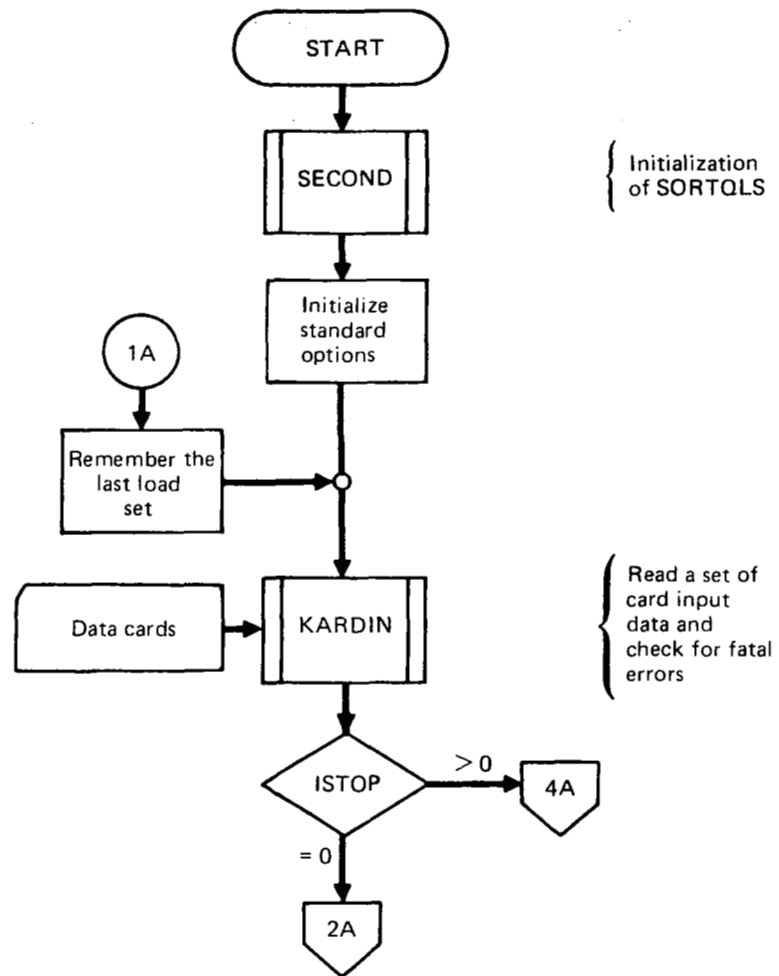 START
SECOND
Initialization
of SORTQLS
Initialize
standard
options
1A
Remember the
last load
set
Data cards
KARDIN
Read a set of
card input
data and
check for fatal
errors
ISTOP
> 0
4A
= 0
2A